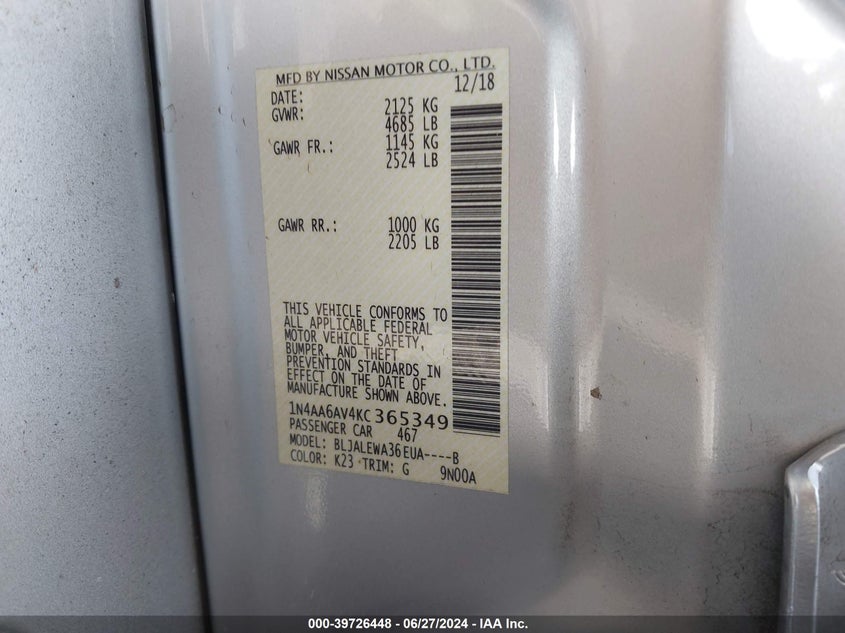 MFD BY NISSAN MOTOR CO., LTD.
DATE: 12/18
GVWR: 2125 KG
4685 LB
GAWR FR.: 1145 KG
2524 LB
GAWR RR.: 1000 KG
2205 LB
THIS VEHICLE CONFORMS TO
ALL APPLICABLE FEDERAL
MOTOR VEHICLE SAFETY,
BUMPER, AND THEFT
PREVENTION STANDARDS IN
EFFECT ON THE DATE OF
MANUFACTURE SHOWN ABOVE.
1N4AA6AV4KC365349
PASSENGER CAR 467
MODEL: BLJALEWA36EUA----B
COLOR: K23 TRIM: G 9N00A
000-39726448 - 06/27/2024 - IAA Inc.